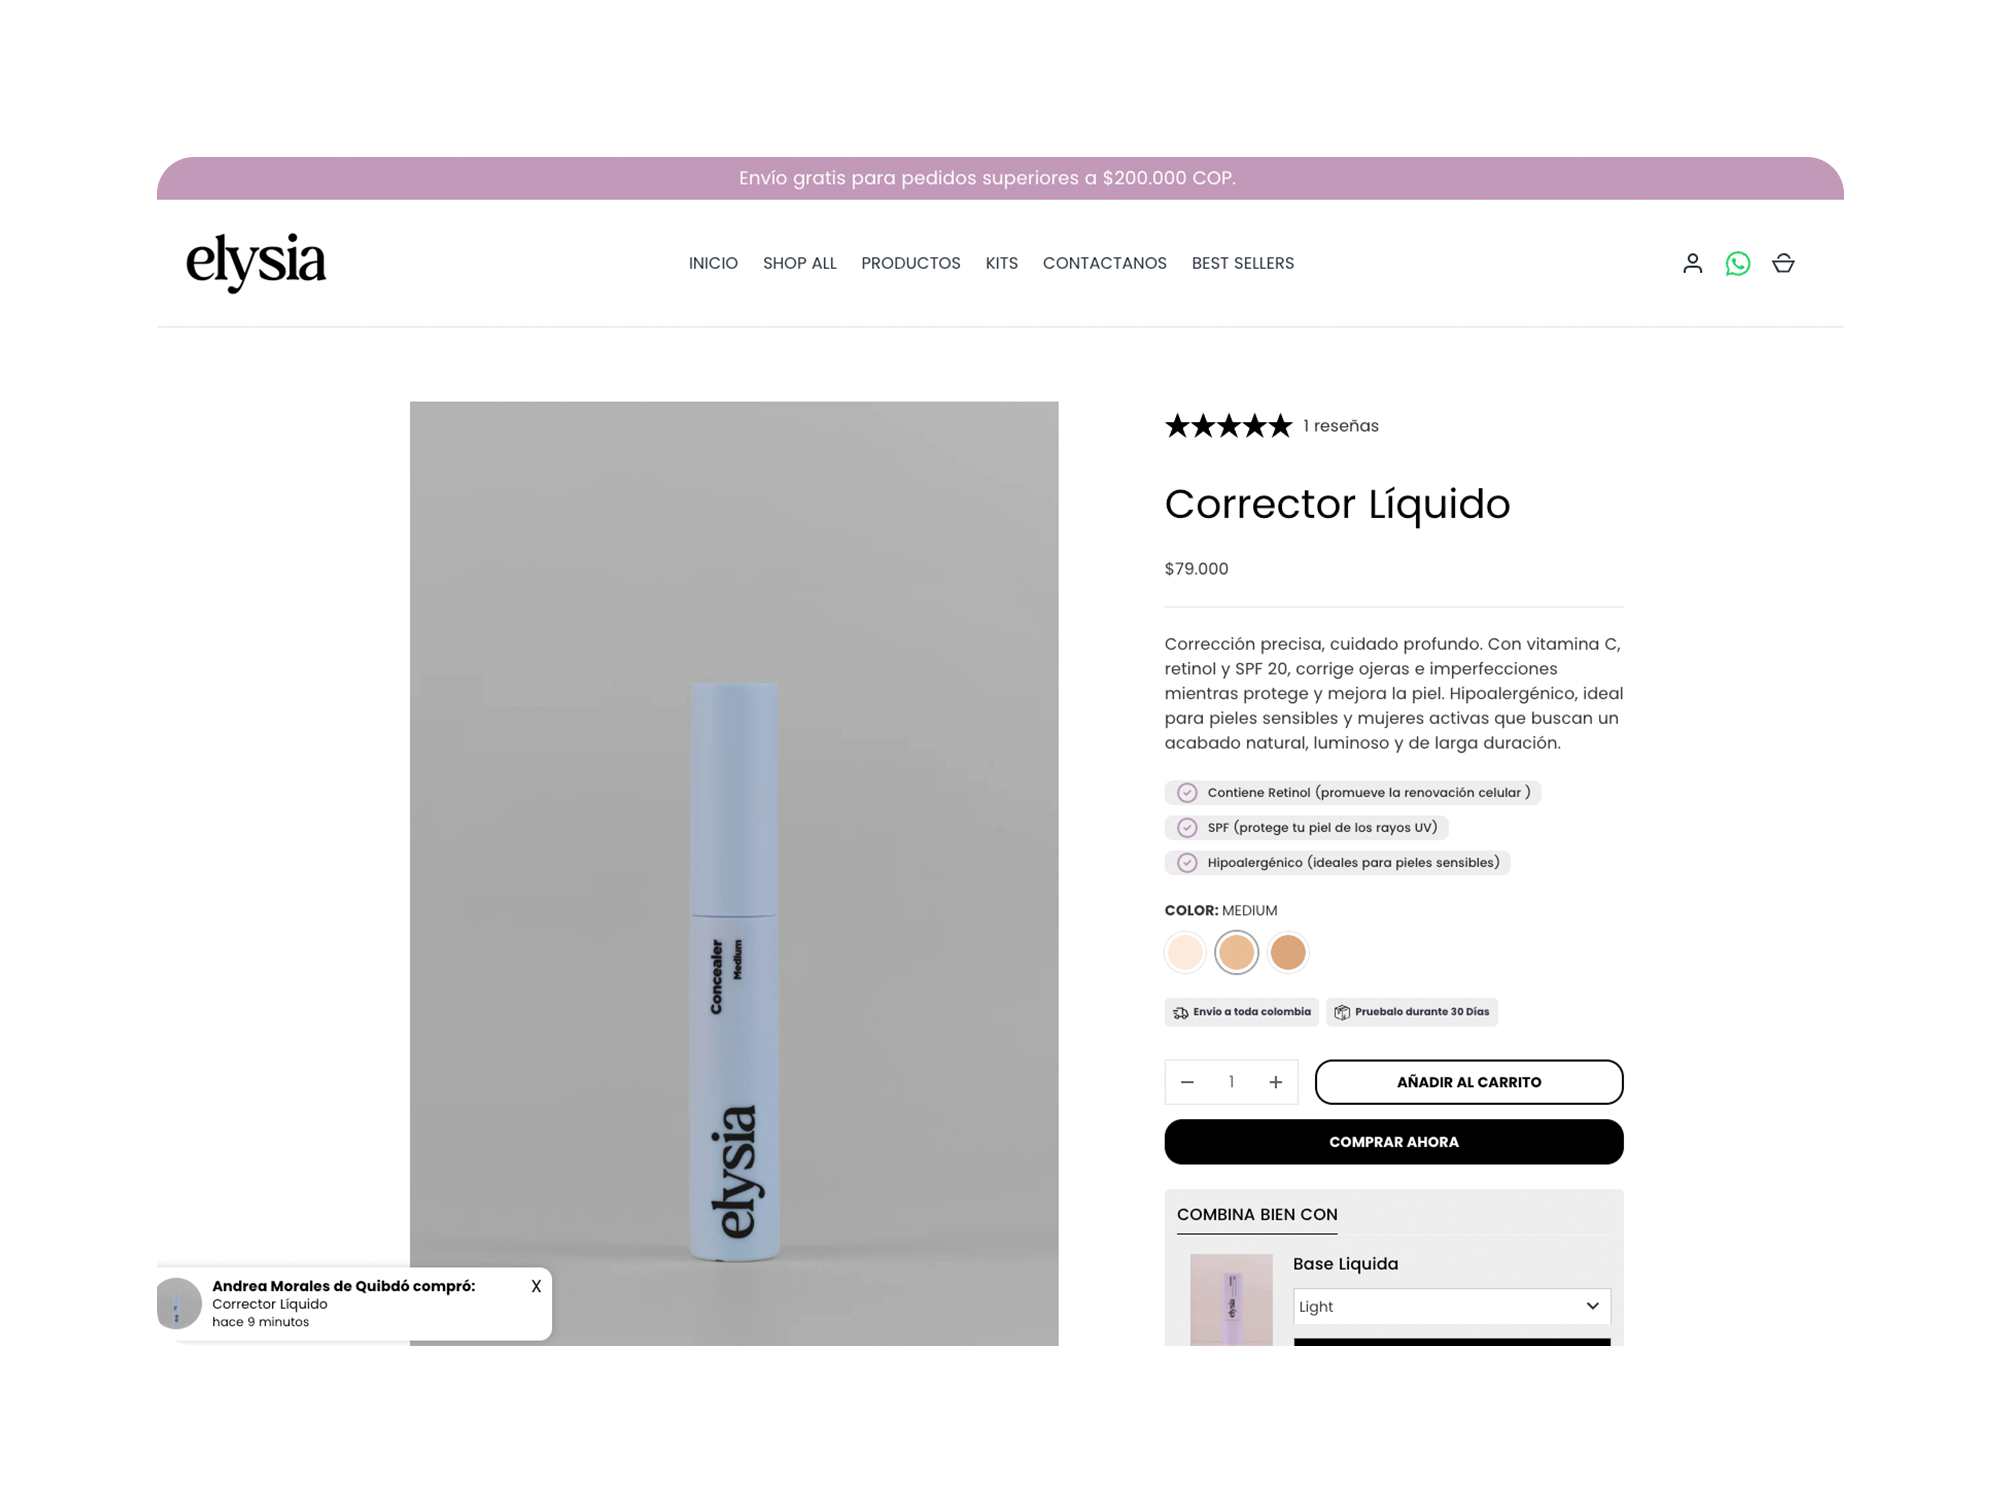 Envío gratis para pedidos superiores a $200.000 COP.
elysia
INICIO SHOP ALL PRODUCTOS KITS CONTACTANOS BEST SELLERS
1 reseñas
Corrector Líquido
$79.000
Corrección precisa, cuidado profundo. Con vitamina C,
retinol y SPF 20, corrige ojeras e imperfecciones
mientras protege y mejora la piel. Hipoalergénico, ideal
para pieles sensibles y mujeres activas que buscan un
acabado natural, luminoso y de larga duración.
Contiene Retinol (promueve la renovación celular )
SPF (protege tu piel de los rayos UV)
Hipoalergénico (ideales para pieles sensibles)
COLOR: MEDIUM
Envio a toda colombia
Pruebalo durante 30 Días
1
AÑADIR AL CARRITO
COMPRAR AHORA
COMBINA BIEN CON
Base Liquida
Light
elysia
Concealer
Medium
elysia
Andrea Morales de Quibdó compró:
X
Corrector Líquido
hace 9 minutos